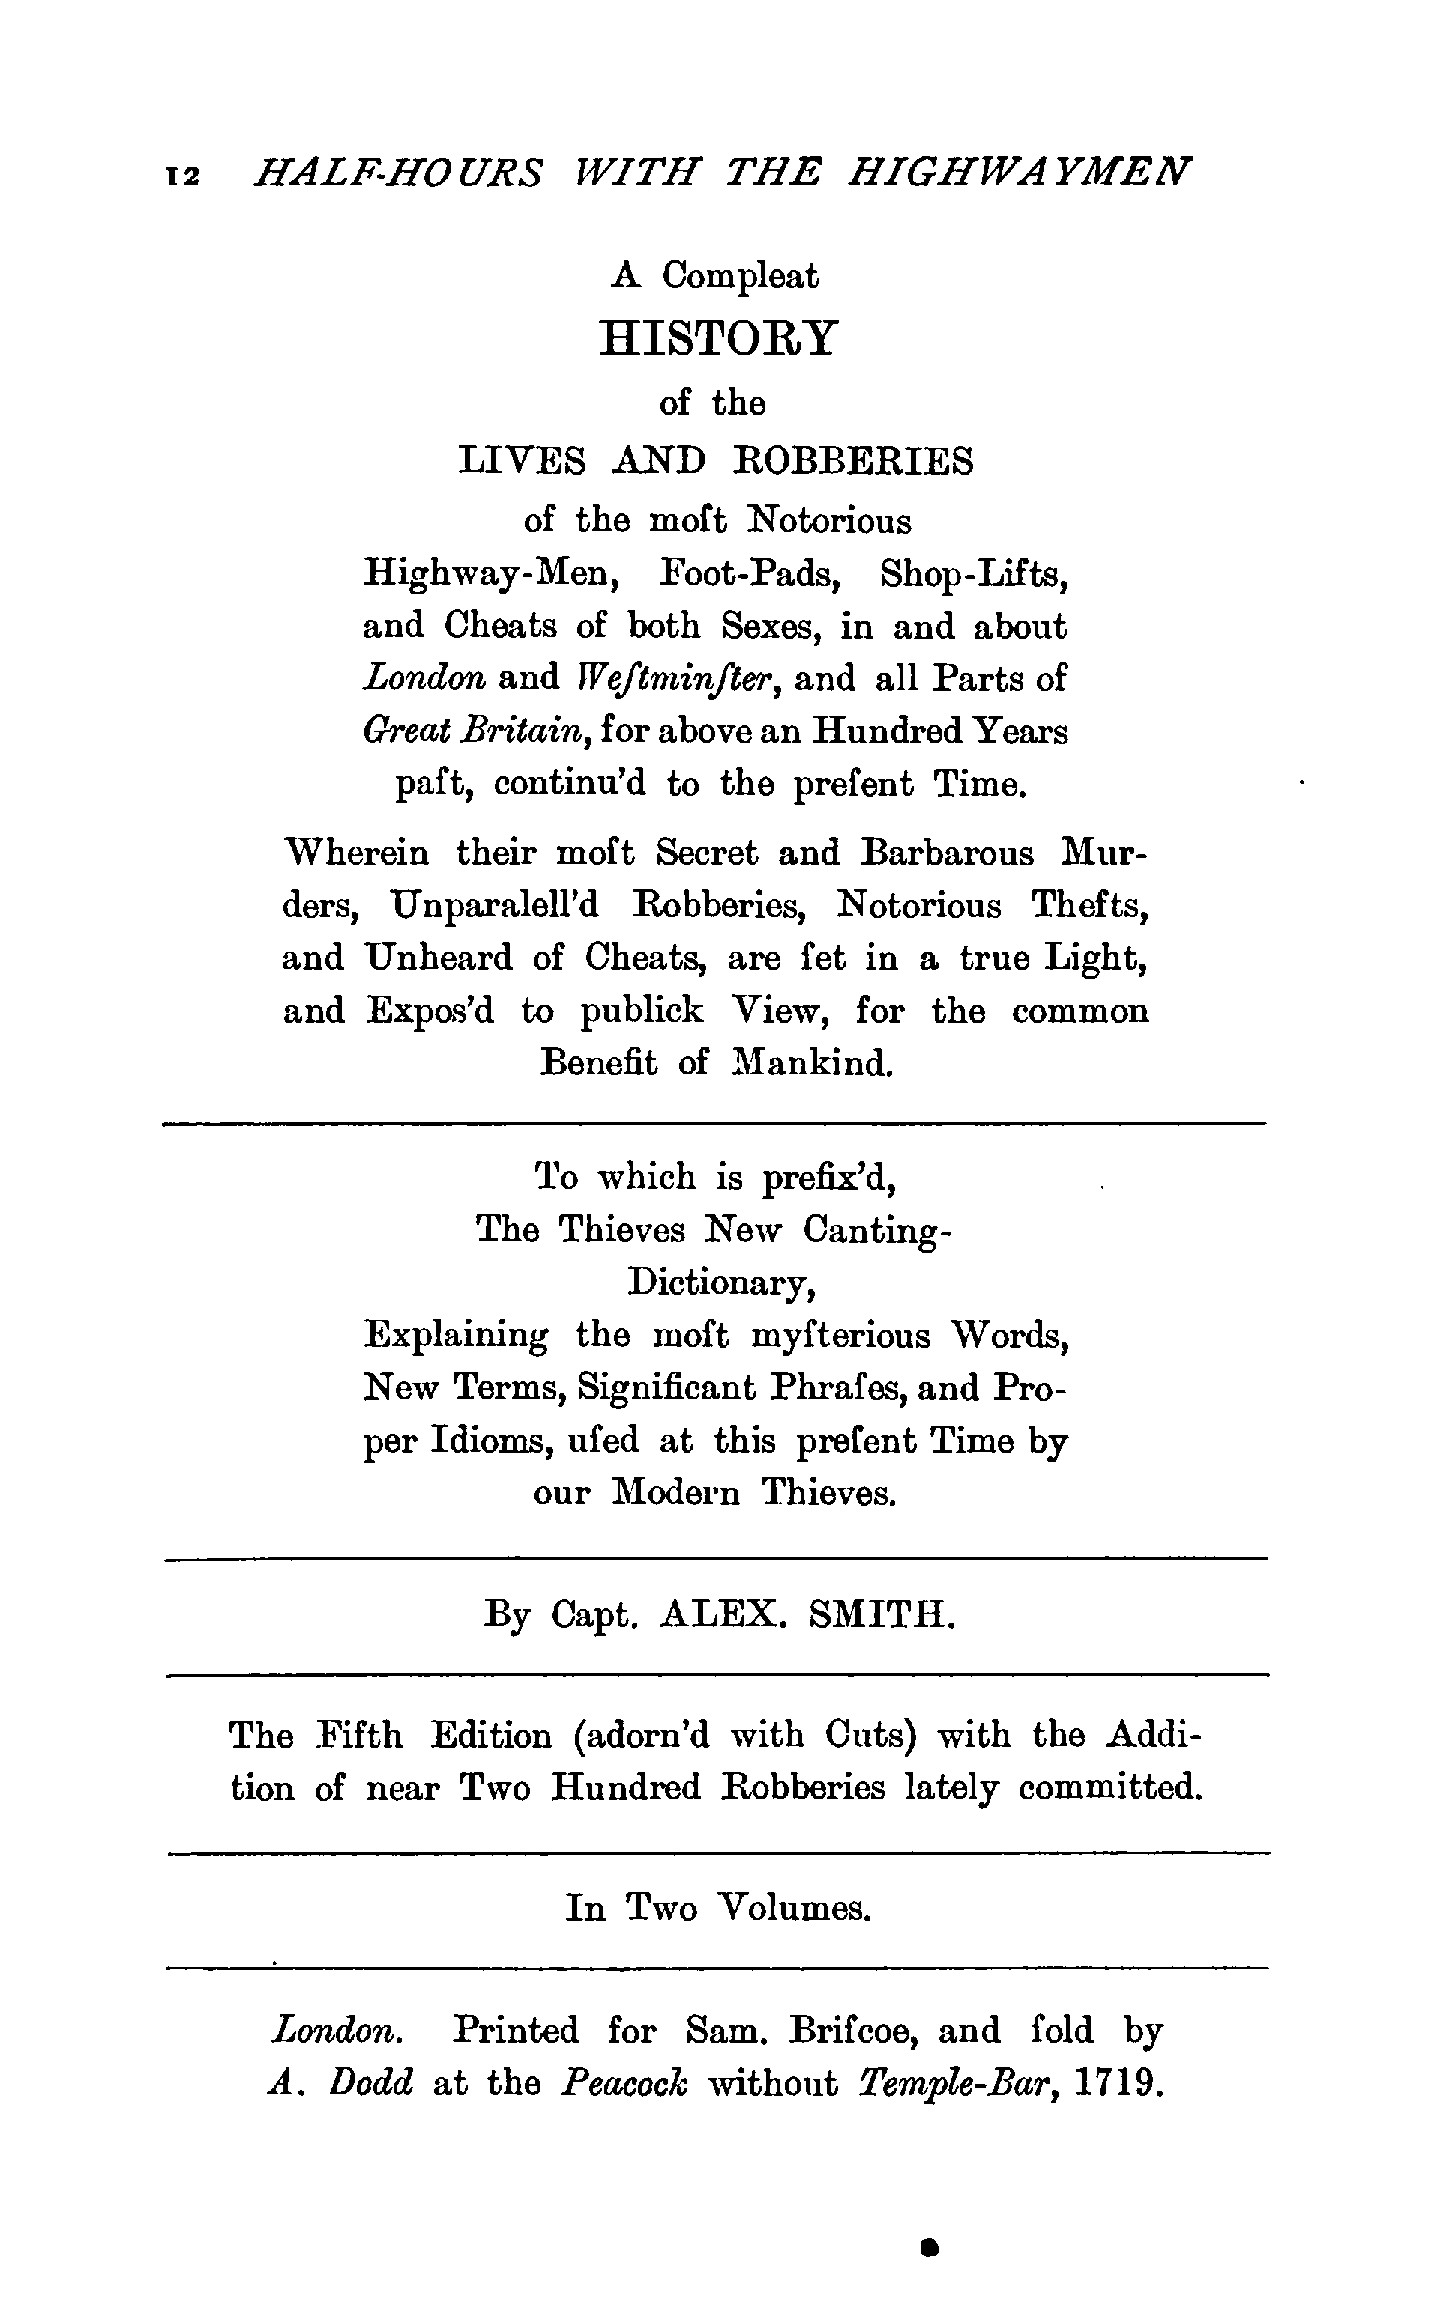 12 HALF-HOURS WITH THE HIGHWAYMEN
A Compleat
HISTORY
of the
LIVES AND ROBBERIES
of the moſt Notorious
Highway-Men, Foot-Pads, Shop-Lifts,
and Cheats of both Sexes, in and about
London and Weſtminſter, and all Parts of
Great Britain, for above an Hundred Years
paſt, continu'd to the preſent Time.
Wherein their moſt Secret and Barbarous Mur-
ders, Unparalell'd Robberies, Notorious Thefts,
and Unheard of Cheats, are ſet in a true Light,
and Expos'd to publick View, for the common
Benefit of Mankind.
To which is prefix'd,
The Thieves New Canting-
Dictionary,
Explaining the moſt myſterious Words,
New Terms, Significant Phraſes, and Pro-
per Idioms, uſed at this preſent Time by
our Modern Thieves.
By Capt. ALEX. SMITH.
The Fifth Edition (adorn'd with Cuts) with the Addi-
tion of near Two Hundred Robberies lately committed.
In Two Volumes.
London. Printed for Sam. Briſcoe, and ſold by
A. Dodd at the Peacock without Temple-Bar, 1719.